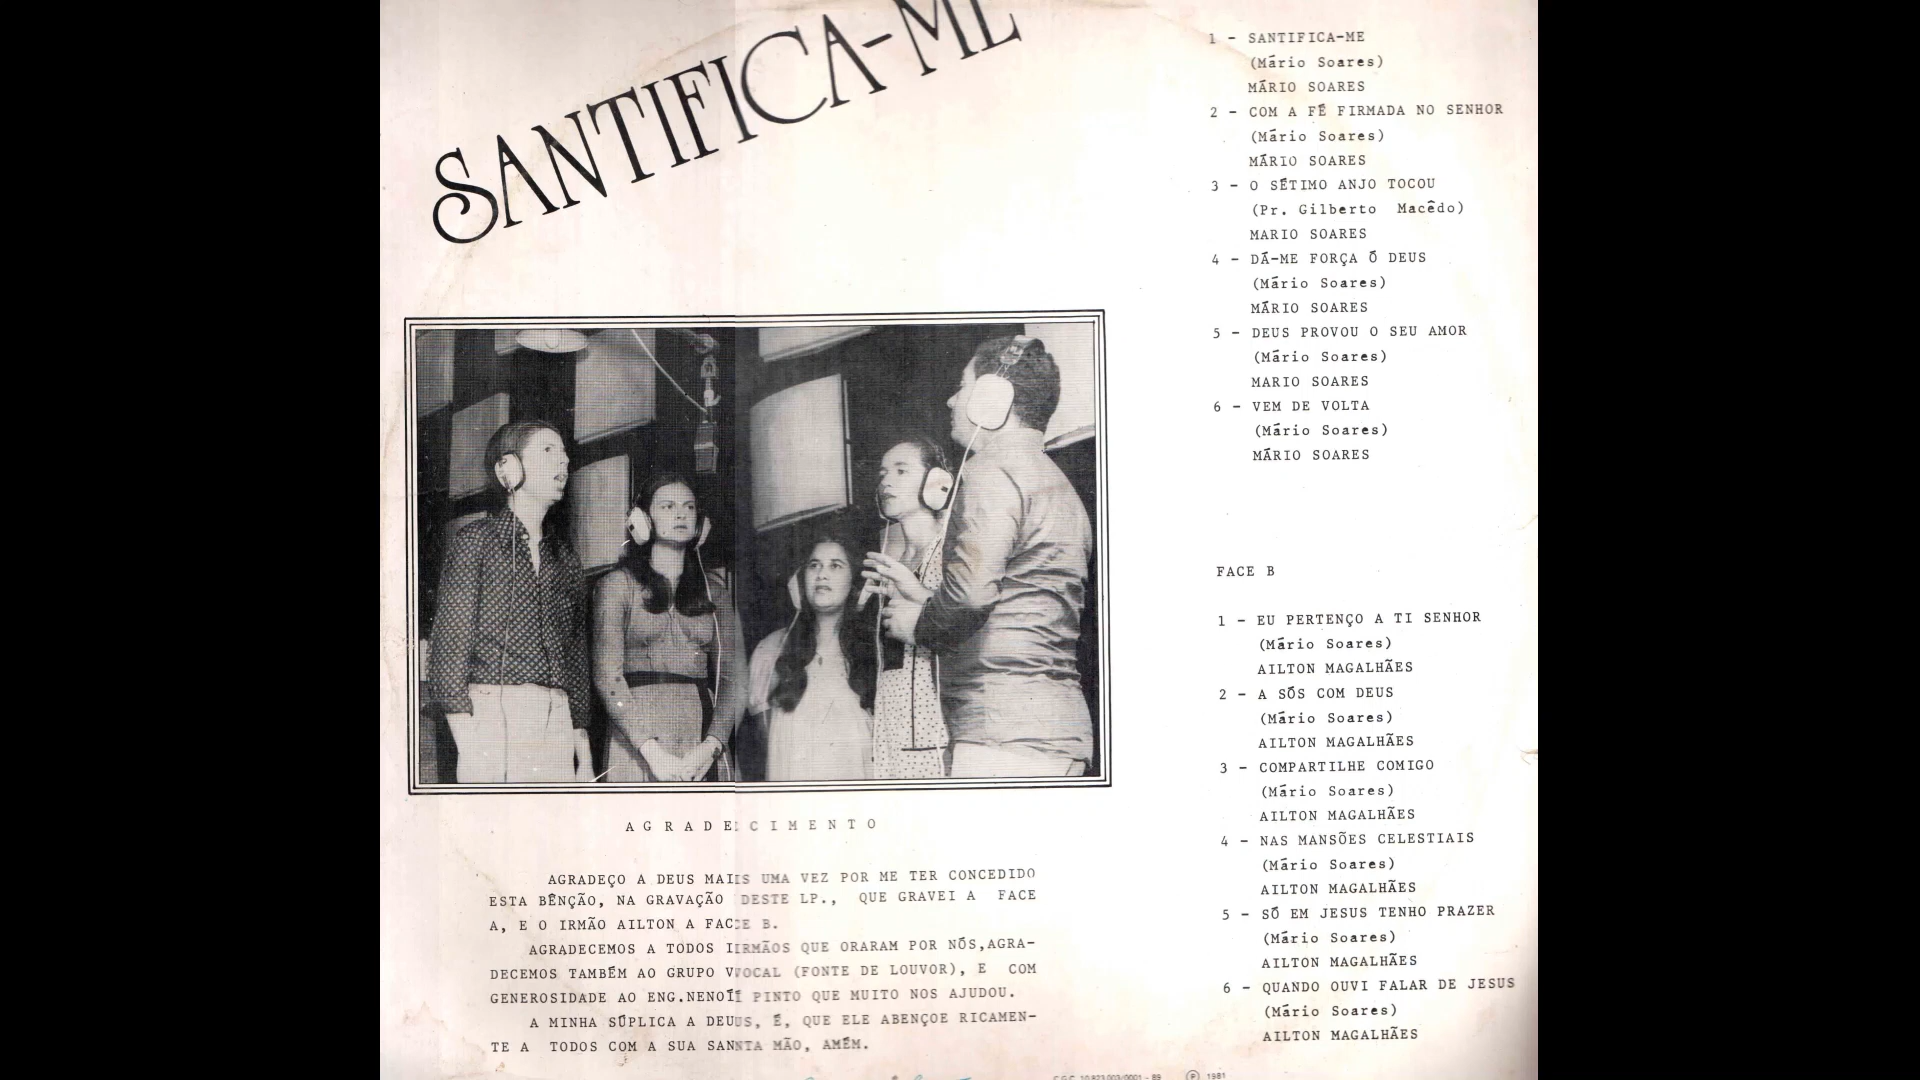 SANTIFICA-ME
1 - SANTIFICA-ME
(Mário Soares)
MÁRIO SOARES
2 - COM A FÉ FIRMADA NO SENHOR
(Mário Soares)
MÁRIO SOARES
3 - O SÉTIMO ANJO TOCOU
(Pr. Gilberto Macêdo)
MARIO SOARES
4 - DÁ-ME FORÇA Ó DEUS
(Mário Soares)
MÁRIO SOARES
5 - DEUS PROVOU O SEU AMOR
(Mário Soares)
MARIO SOARES
6 - VEM DE VOLTA
(Mário Soares)
MÁRIO SOARES
FACE B
1 - EU PERTENÇO A TI SENHOR
(Mário Soares)
AILTON MAGALHÃES
2 - A SÓS COM DEUS
(Mário Soares)
AILTON MAGALHÃES
3 - COMPARTILHE COMIGO
(Mário Soares)
AILTON MAGALHÃES
4 - NAS MANSÕES CELESTIAIS
(Mário Soares)
AILTON MAGALHÃES
5 - SÓ EM JESUS TENHO PRAZER
(Mário Soares)
AILTON MAGALHÃES
6 - QUANDO OUVI FALAR DE JESUS
(Mário Soares)
AILTON MAGALHÃES
AGRADECIMENTO
AGRADEÇO A DEUS MAIS UMA VEZ POR ME TER CONCEDIDO
ESTA BÊNÇÃO, NA GRAVAÇÃO DESTE LP., QUE GRAVEI A FACE
A, E O IRMÃO AILTON A FACE B.
AGRADECEMOS A TODOS IRMÃOS QUE ORARAM POR NÓS,AGRA-
DECEMOS TAMBÉM AO GRUPO VOCAL (FONTE DE LOUVOR), E COM
GENEROSIDADE AO ENG.NENOÍ PINTO QUE MUITO NOS AJUDOU.
A MINHA SÚPLICA A DEUS, É, QUE ELE ABENÇOE RICAMEN-
TE A TODOS COM A SUA SANTA MÃO, AMÉM.
C.G.C. 10.823.003/0001-89 Ⓟ 1981